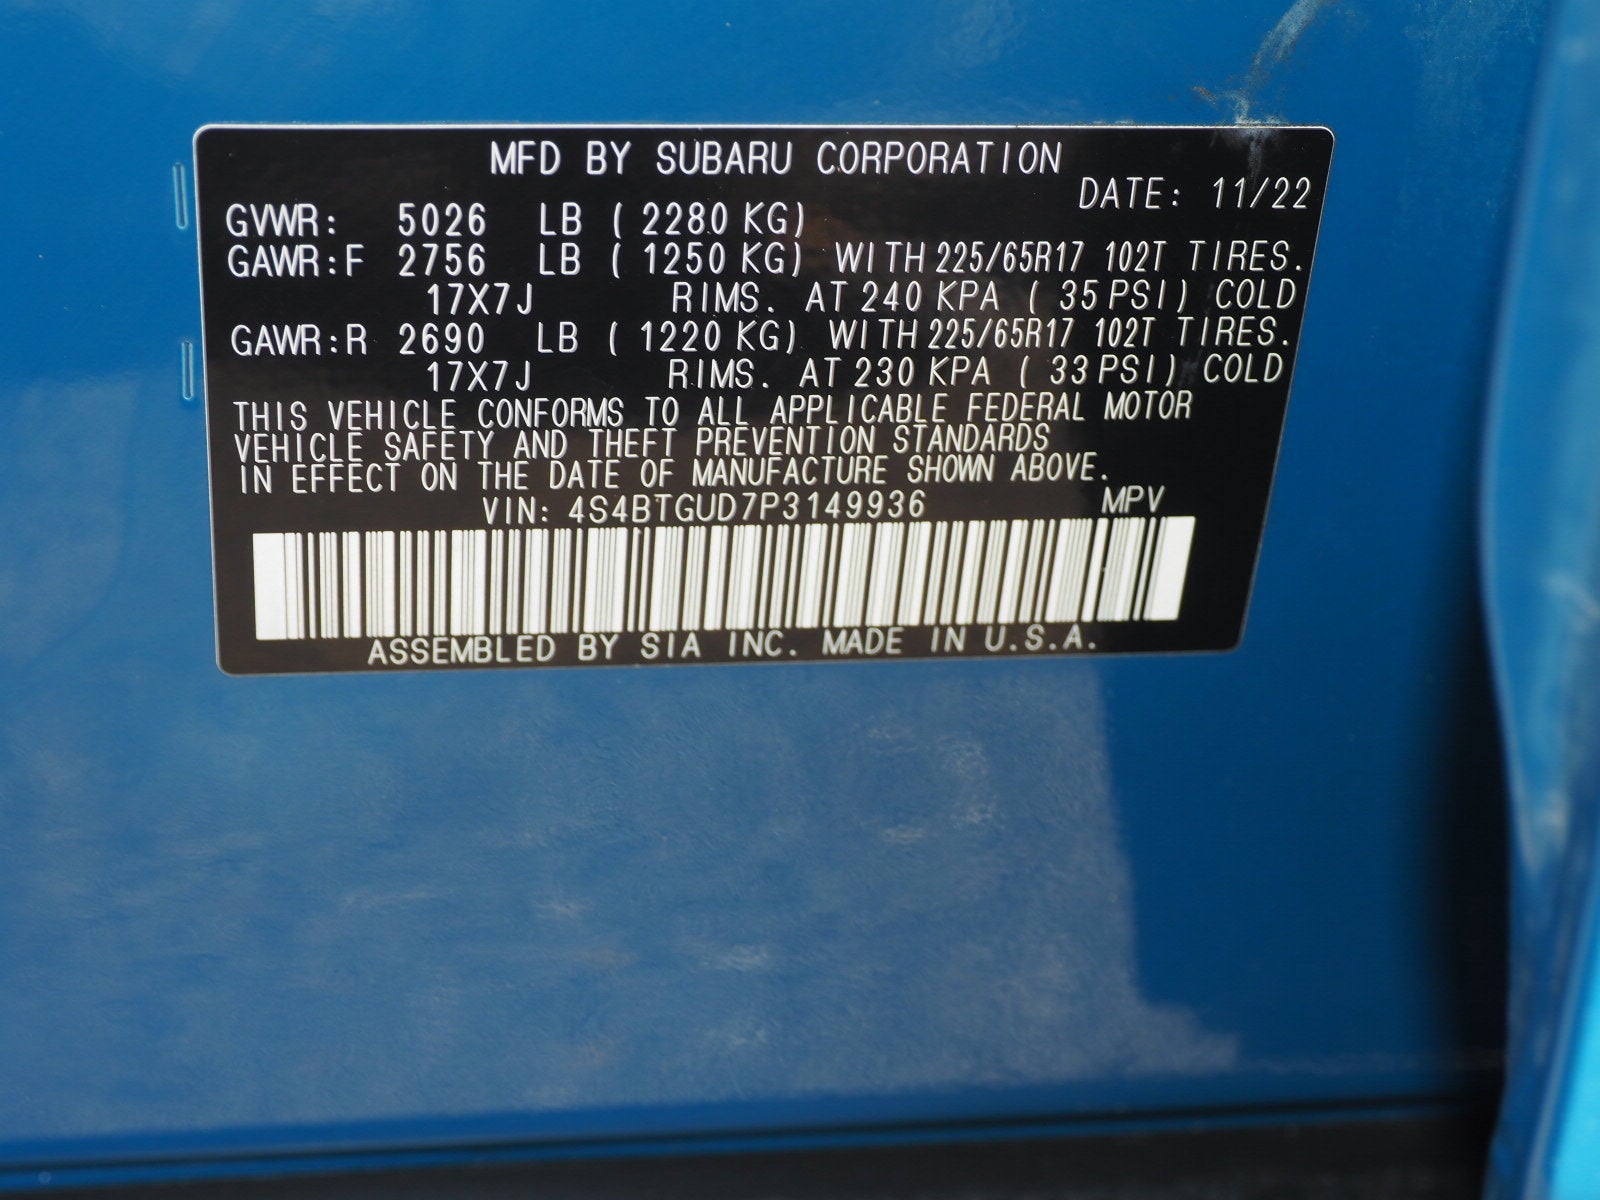 MFD BY SUBARU CORPORATION
DATE: 11/22
GVWR: 5026 LB ( 2280 KG)
GAWR:F 2756 LB ( 1250 KG) WITH 225/65R17 102T TIRES.
17X7J RIMS. AT 240 KPA ( 35 PSI) COLD
GAWR:R 2690 LB ( 1220 KG) WITH 225/65R17 102T TIRES.
17X7J RIMS. AT 230 KPA ( 33 PSI) COLD
THIS VEHICLE CONFORMS TO ALL APPLICABLE FEDERAL MOTOR
VEHICLE SAFETY AND THEFT PREVENTION STANDARDS
IN EFFECT ON THE DATE OF MANUFACTURE SHOWN ABOVE.
VIN: 4S4BTGUD7P3149936 MPV
ASSEMBLED BY SIA INC. MADE IN U.S.A.